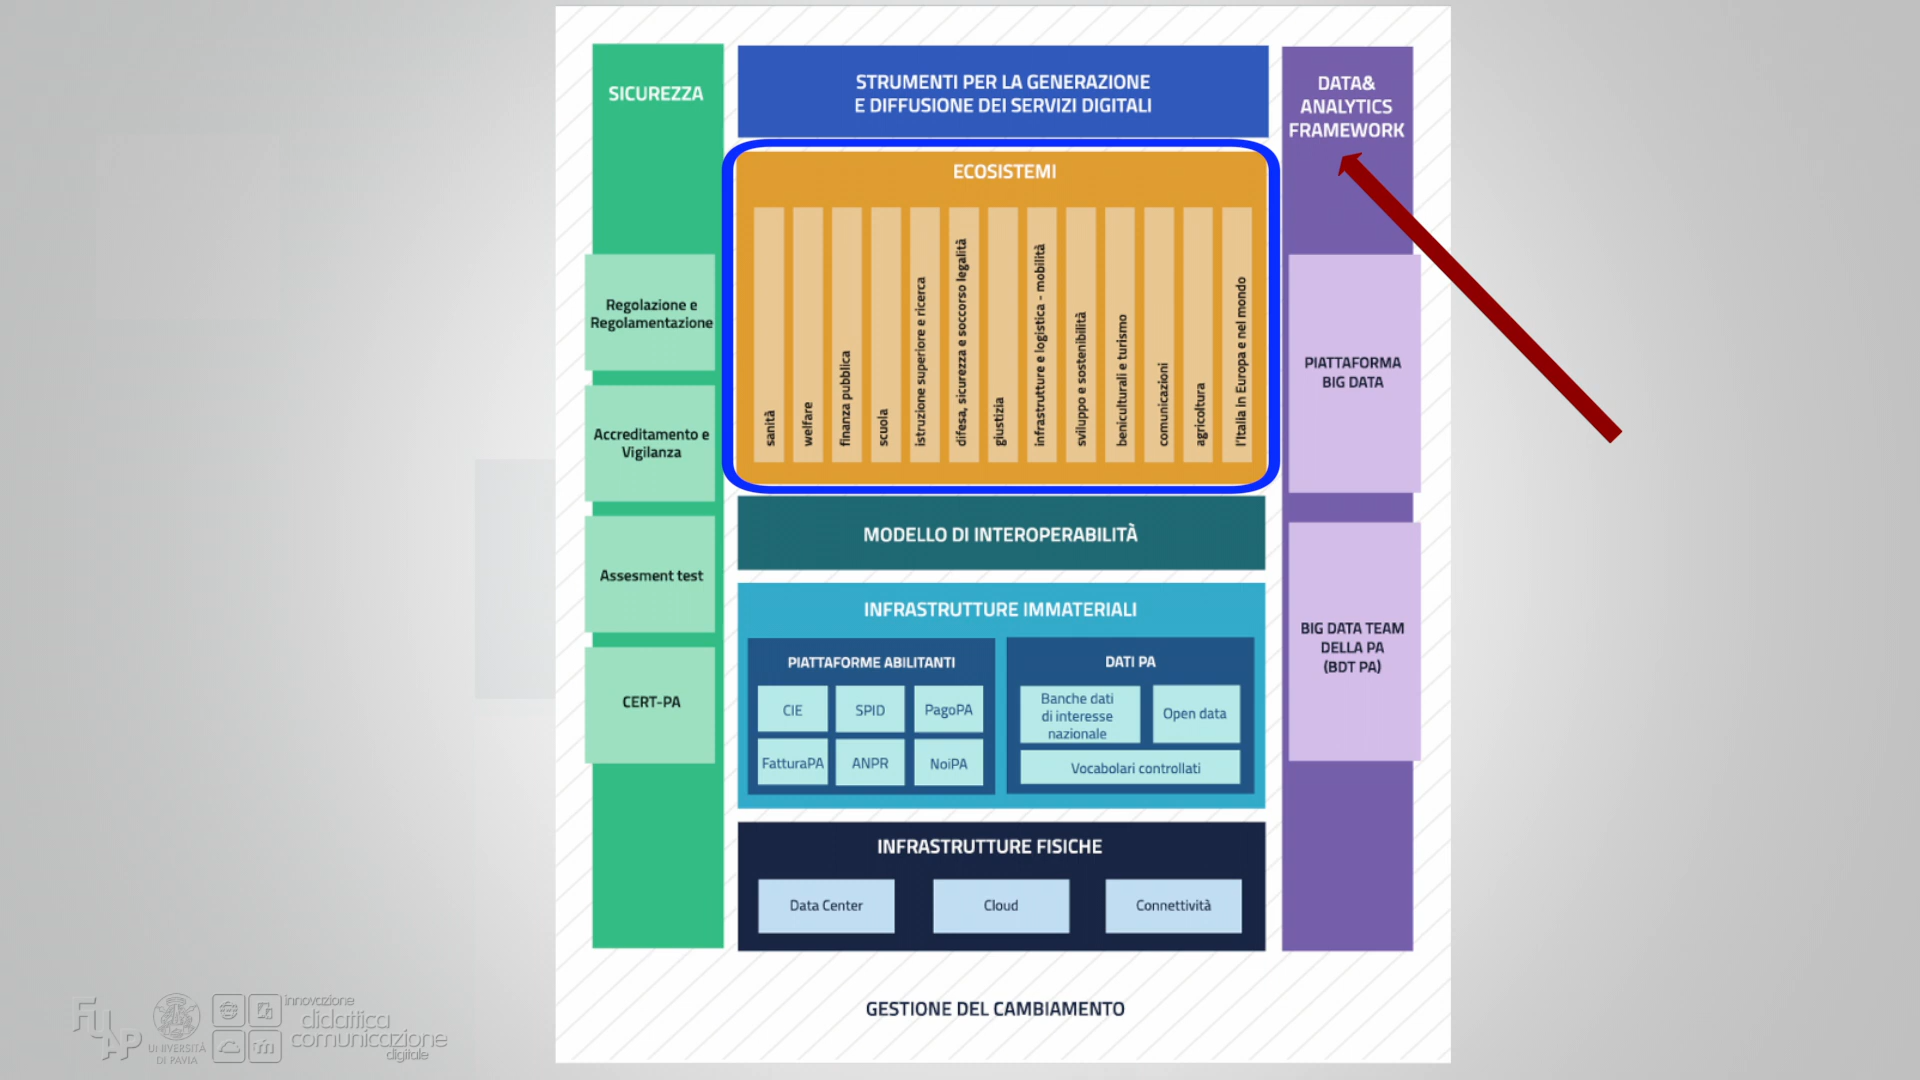 SICUREZZA
Regolazione e
Regolamentazione
Accreditamento e
Vigilanza
Assesment test
CERT-PA
STRUMENTI PER LA GENERAZIONE
E DIFFUSIONE DEI SERVIZI DIGITALI
ECOSISTEMI
sanità
welfare
finanza pubblica
scuola
istruzione superiore e ricerca
difesa, sicurezza e soccorso legalità
giustizia
infrastrutture e logistica - mobilità
sviluppo e sostenibilità
beniculturali e turismo
comunicazioni
agricoltura
l'Italia in Europa e nel mondo
MODELLO DI INTEROPERABILITÀ
INFRASTRUTTURE IMMATERIALI
PIATTAFORME ABILITANTI
CIE
SPID
PagoPA
FatturaPA
ANPR
NoiPA
DATI PA
Banche dati
di interesse
nazionale
Open data
Vocabolari controllati
INFRASTRUTTURE FISICHE
Data Center
Cloud
Connettività
DATA&
ANALYTICS
FRAMEWORK
PIATTAFORMA
BIG DATA
BIG DATA TEAM
DELLA PA
(BDT PA)
GESTIONE DEL CAMBIAMENTO
UNIVERSITÀ
DI PAVIA
innovazione
didattica
comunicazione
digitale